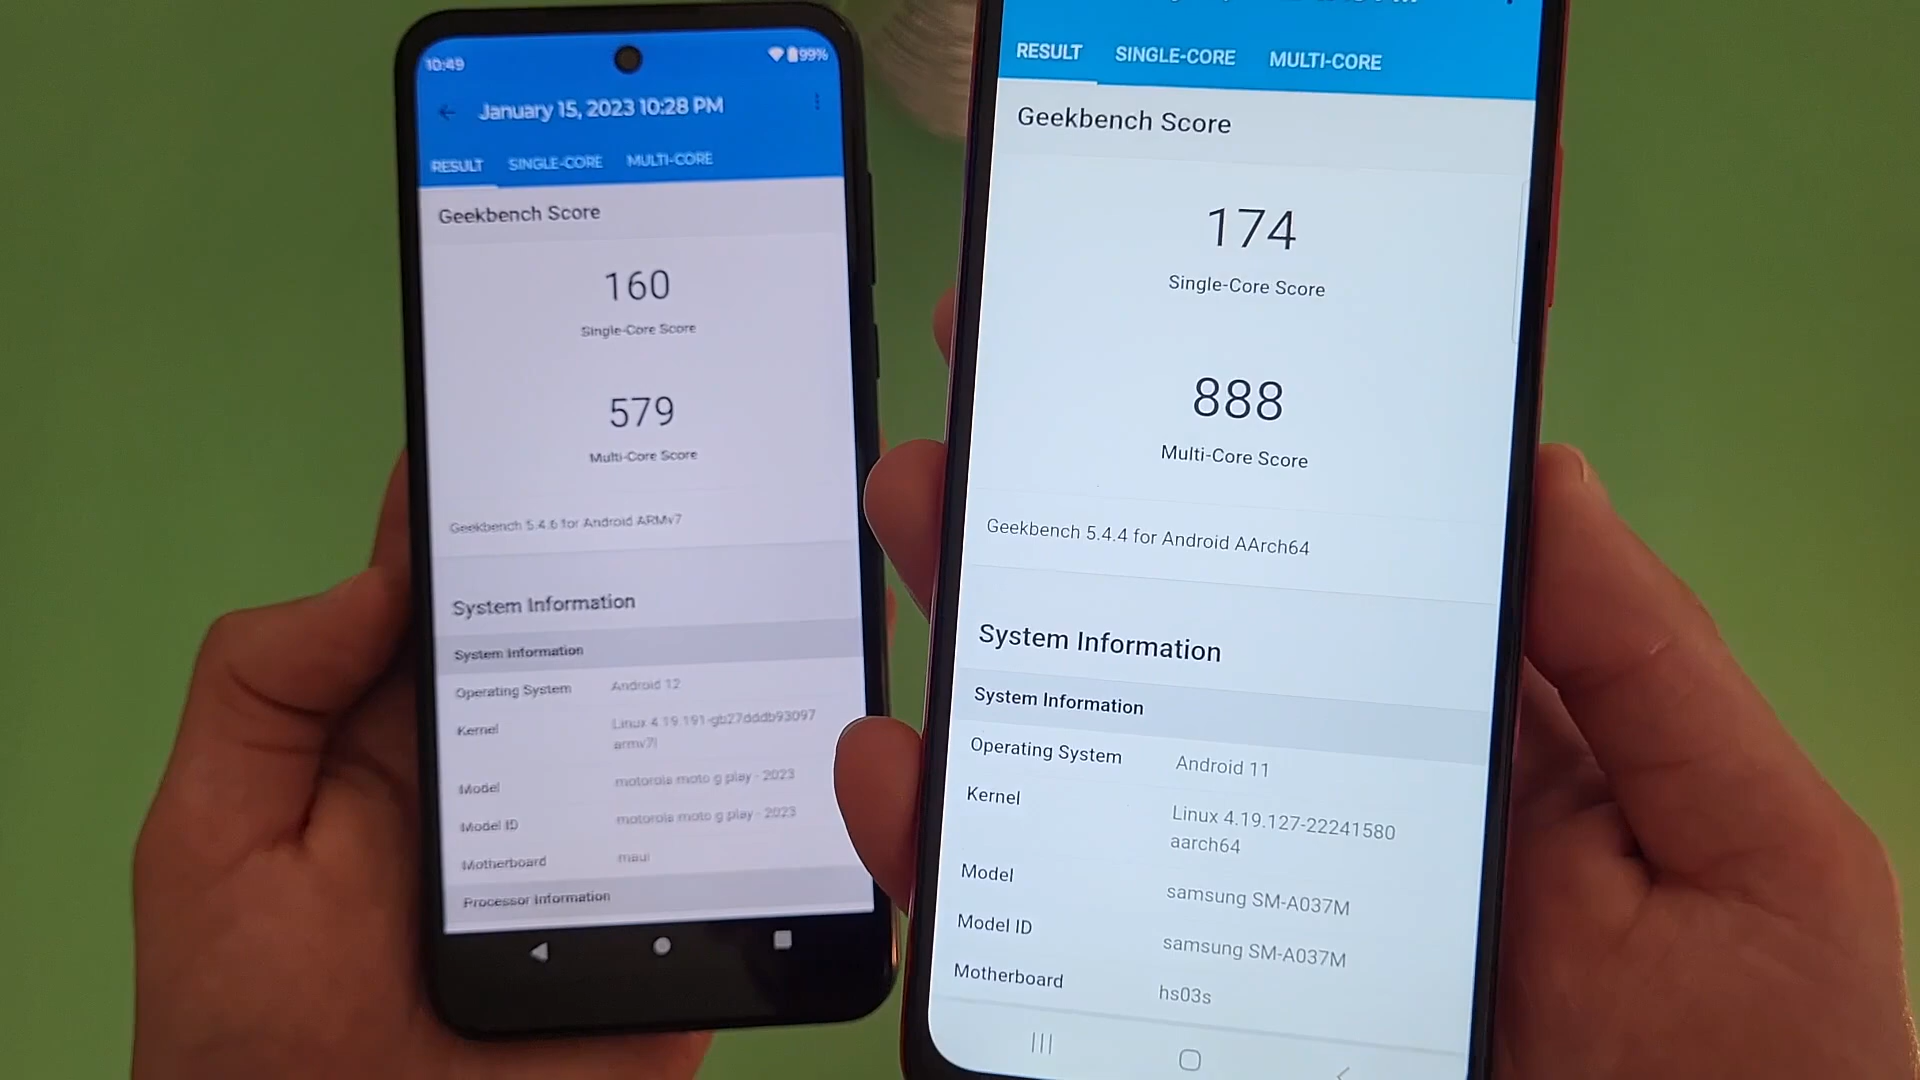 10:49
99%
January 15, 2023 10:28 PM
RESULT SINGLE-CORE MULTI-CORE
Geekbench Score
160
Single-Core Score
579
Multi-Core Score
Geekbench 5.4.6 for Android ARMv7
System Information
System Information
Operating System Android 12
Kernel Linux 4.19.191-gb27dddb93097
armv7l
Model motorola moto g play - 2023
Model ID motorola moto g play - 2023
Motherboard maui
Processor Information
RESULT SINGLE-CORE MULTI-CORE
Geekbench Score
174
Single-Core Score
888
Multi-Core Score
Geekbench 5.4.4 for Android AArch64
System Information
System Information
Operating System Android 11
Kernel Linux 4.19.127-22241580
aarch64
Model samsung SM-A037M
Model ID samsung SM-A037M
Motherboard hs03s